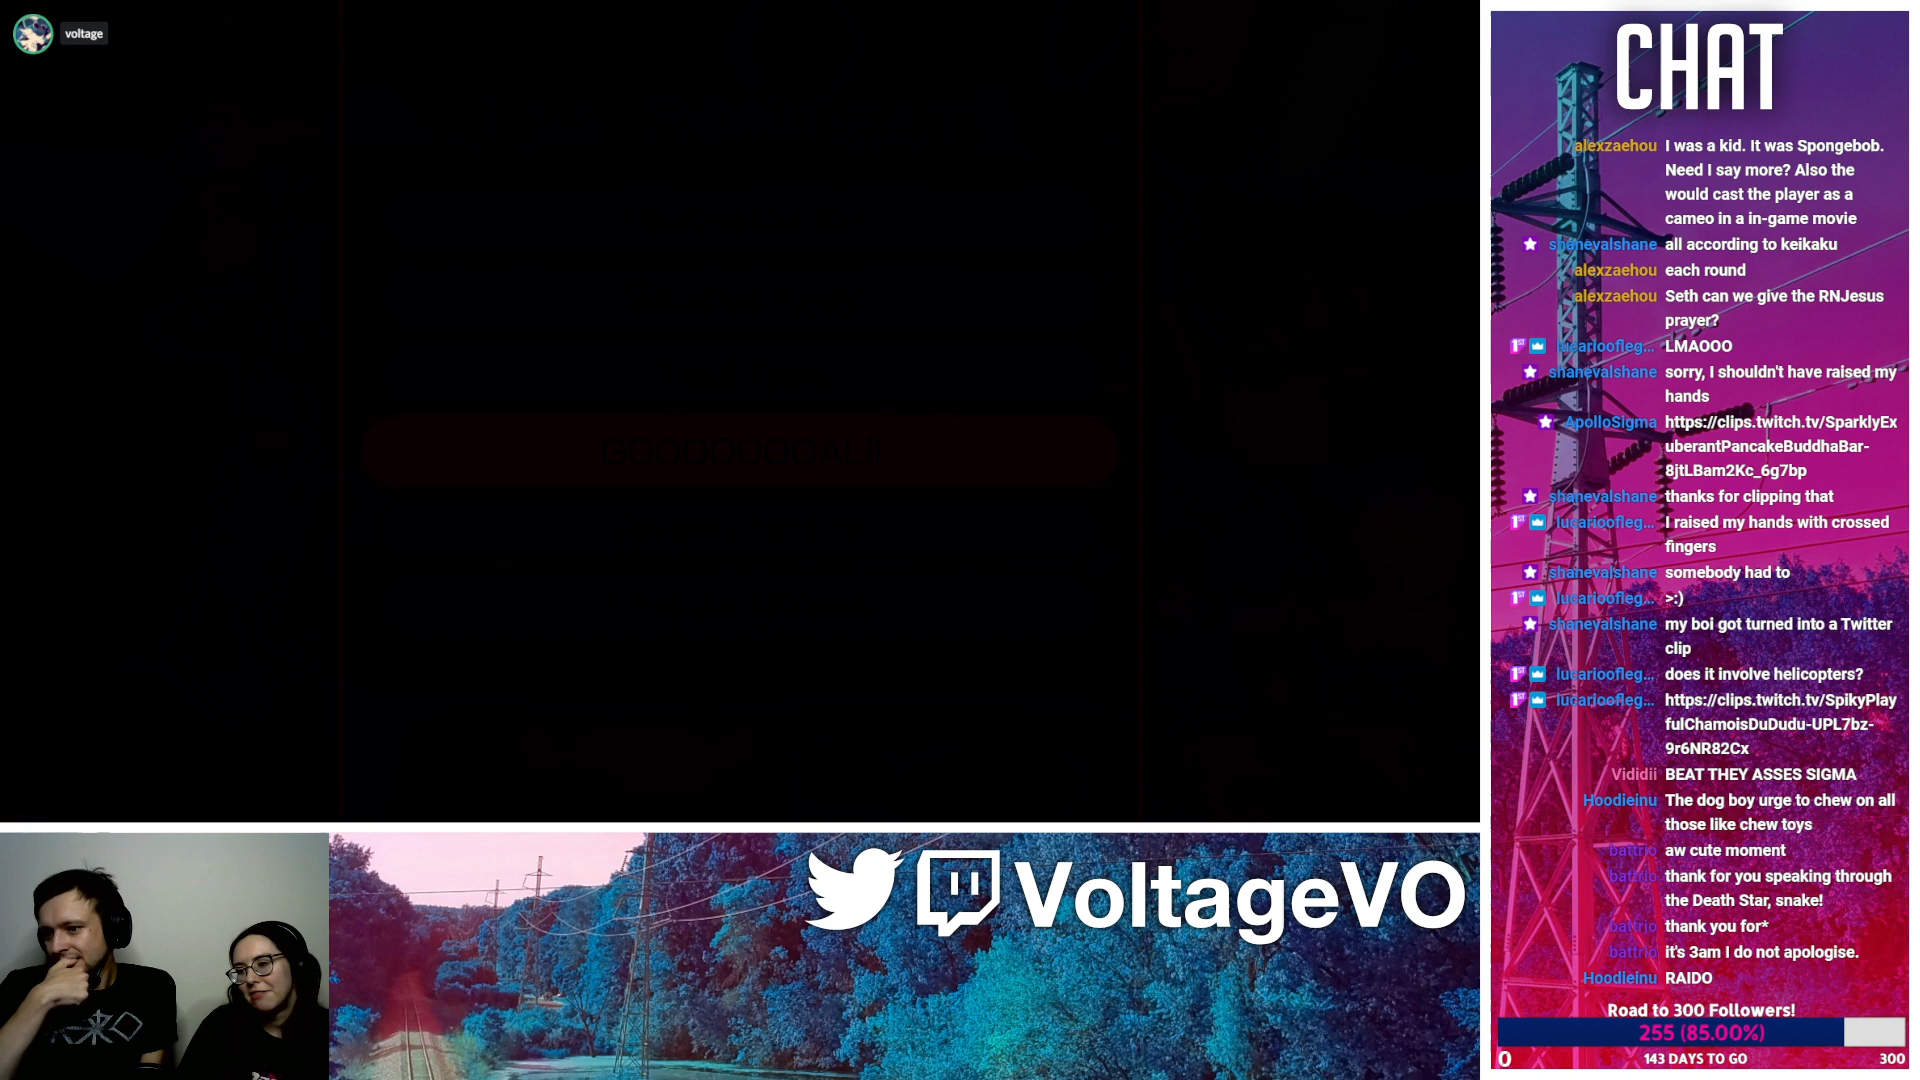 voltage
CHAT
alexzaehou I was a kid. It was Spongebob.
Need I say more? Also the
would cast the player as a
cameo in a in-game movie
shanevalshane all according to keikaku
alexzaehou each round
alexzaehou Seth can we give the RNJesus
prayer?
lucarioofleg... LMAOOO
shanevalshane sorry, I shouldn't have raised my
hands
ApolloSigma https://clips.twitch.tv/SparklyEx
uberantPancakeBuddhaBar-
8jtLBam2Kc_6g7bp
shanevalshane thanks for clipping that
lucarioofleg... I raised my hands with crossed
fingers
shanevalshane somebody had to
lucarioofleg... >:)
shanevalshane my boi got turned into a Twitter
clip
lucarioofleg... does it involve helicopters?
lucarioofleg... https://clips.twitch.tv/SpikyPlay
fulChamoisDuDudu-UPL7bz-
9r6NR82Cx
Vididii BEAT THEY ASSES SIGMA
Hoodieinu The dog boy urge to chew on all
those like chew toys
battrio aw cute moment
battrio thank for you speaking through
the Death Star, snake!
battrio thank you for*
battrio it's 3am I do not apologise.
Hoodieinu RAIDO
Road to 300 Followers!
255 (85.00%)
0 143 DAYS TO GO 300
VoltageVO